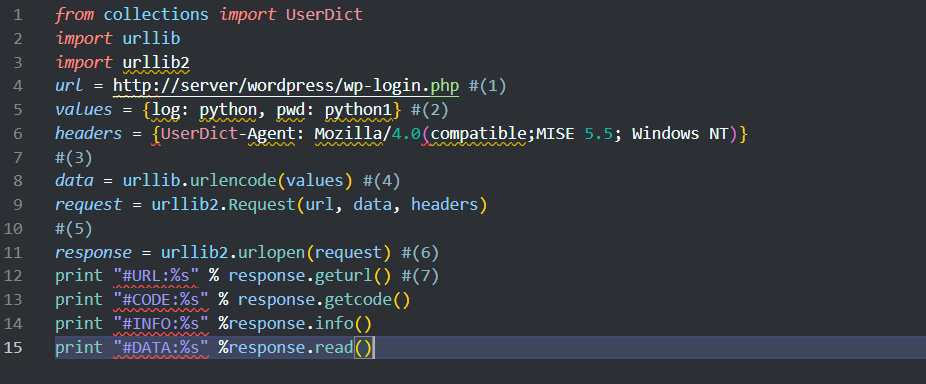 1 from collections import UserDict
2 import urllib
3 import urllib2
4 url = http://server/wordpress/wp-login.php #(1)
5 values = {log: python, pwd: python1} #(2)
6 headers = {UserDict-Agent: Mozilla/4.0(compatible;MISE 5.5; Windows NT)}
7 #(3)
8 data = urllib.urlencode(values) #(4)
9 request = urllib2.Request(url, data, headers)
10 #(5)
11 response = urllib2.urlopen(request) #(6)
12 print "#URL:%s" % response.geturl() #(7)
13 print "#CODE:%s" % response.getcode()
14 print "#INFO:%s" %response.info()
15 print "#DATA:%s" %response.read()